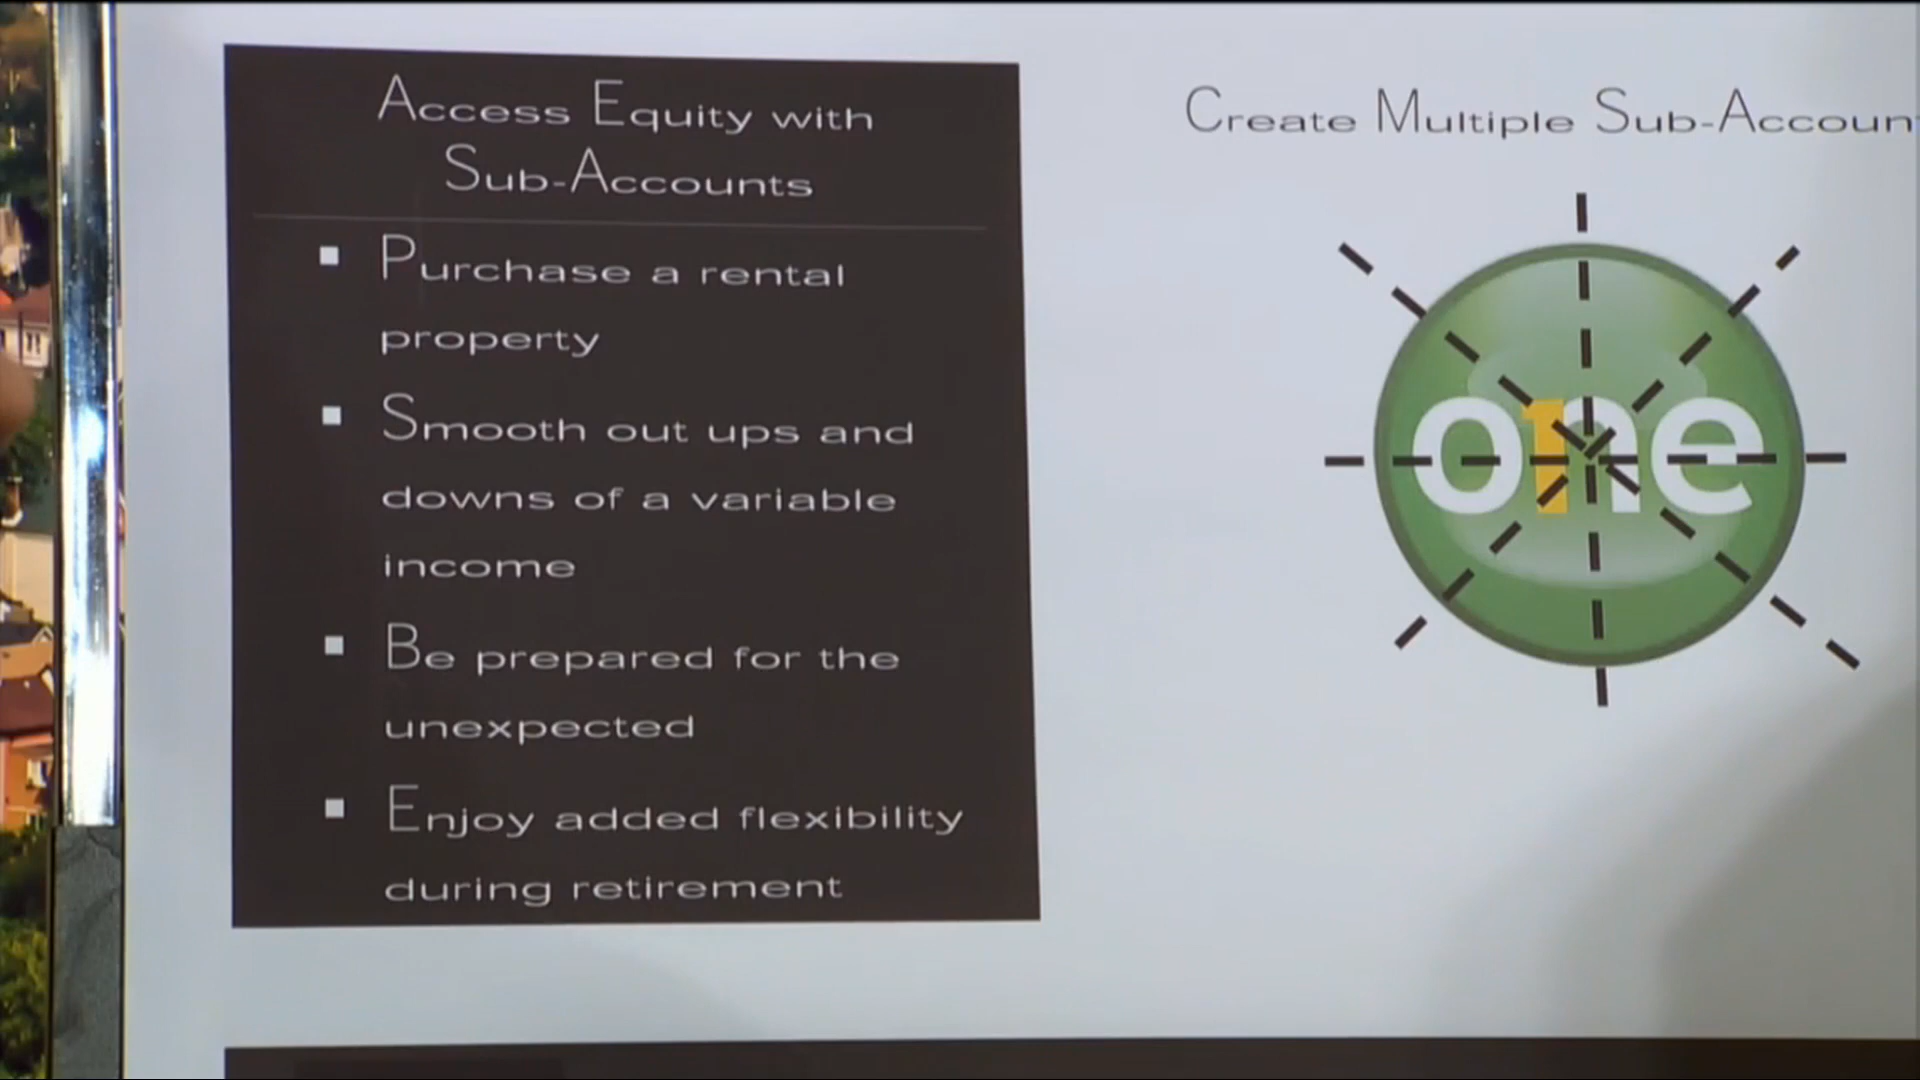 Access Equity with
Sub-Accounts
Purchase a rental
property
Smooth out ups and
downs of a variable
income
Be prepared for the
unexpected
Enjoy added flexibility
during retirement
Create Multiple Sub-Accoun
one